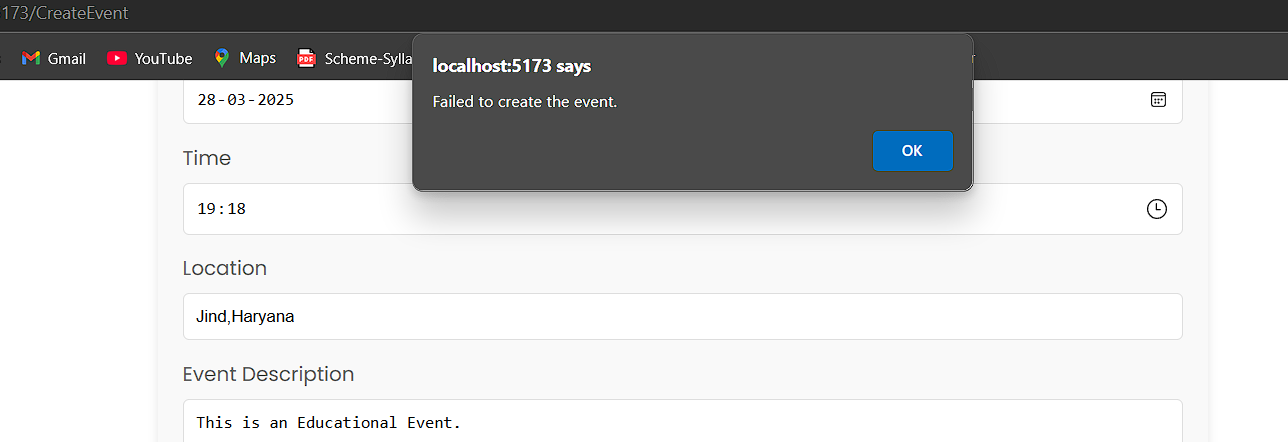 173/CreateEvent
Gmail YouTube Maps PDF Scheme-Sylla
localhost:5173 says
Failed to create the event.
OK
28-03-2025
Time
19:18
Location
Jind,Haryana
Event Description
This is an Educational Event.